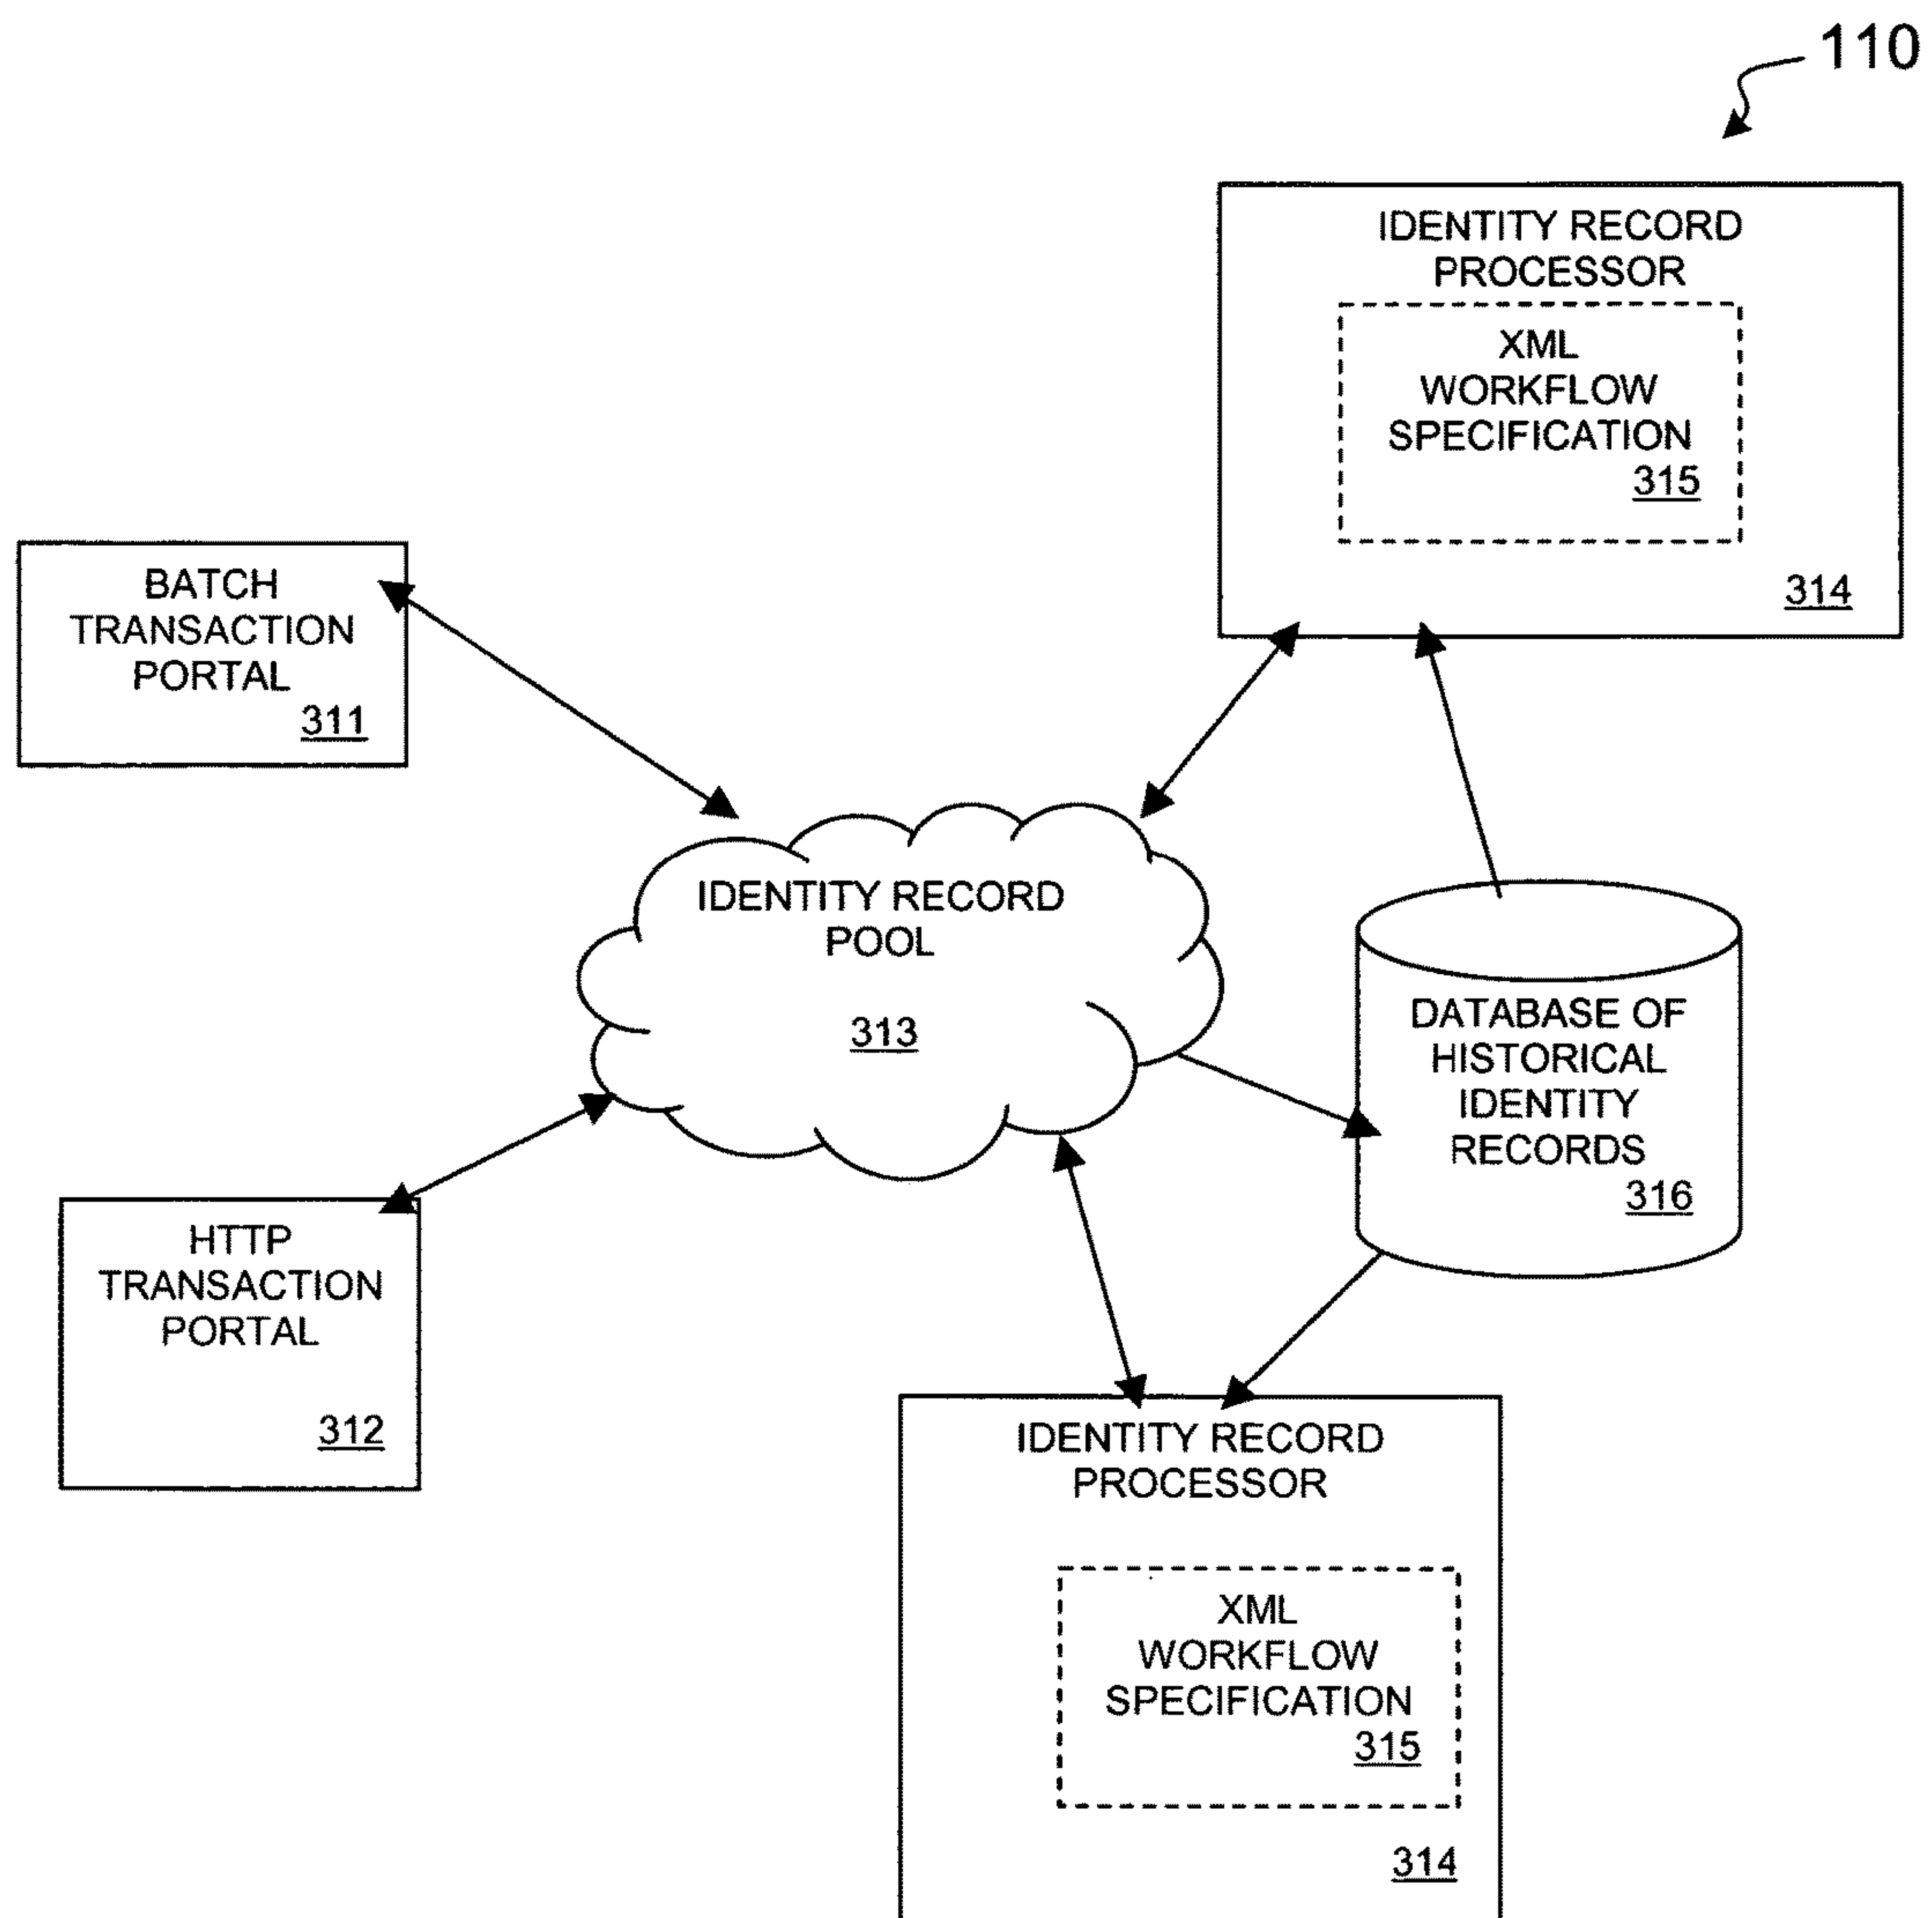 110
IDENTITY RECORD
PROCESSOR
XML
WORKFLOW
SPECIFICATION
315
314
BATCH
TRANSACTION
PORTAL
311
IDENTITY RECORD
POOL
313
DATABASE OF
HISTORICAL
IDENTITY
RECORDS
316
HTTP
TRANSACTION
PORTAL
312
IDENTITY RECORD
PROCESSOR
XML
WORKFLOW
SPECIFICATION
315
314